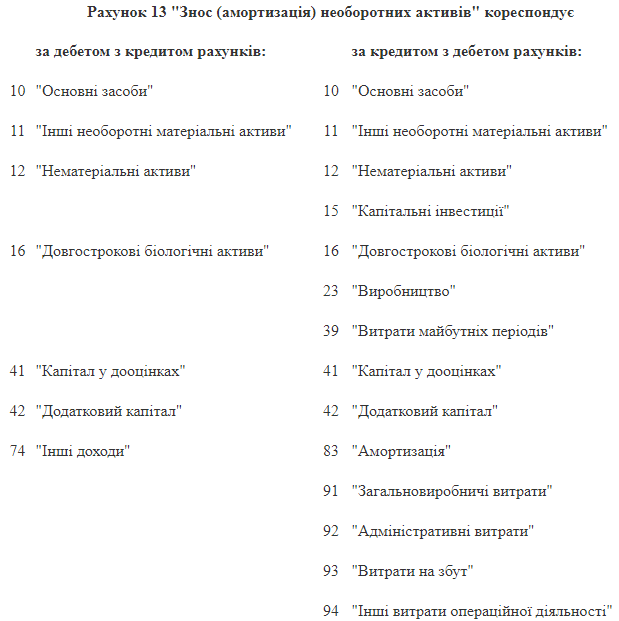 Рахунок 13 "Знос (амортизація) необоротних активів" кореспондує
за дебетом з кредитом рахунків: за кредитом з дебетом рахунків:
10 "Основні засоби" 10 "Основні засоби"
11 "Інші необоротні матеріальні активи" 11 "Інші необоротні матеріальні активи"
12 "Нематеріальні активи" 12 "Нематеріальні активи"
15 "Капітальні інвестиції"
16 "Довгострокові біологічні активи" 16 "Довгострокові біологічні активи"
23 "Виробництво"
39 "Витрати майбутніх періодів"
41 "Капітал у дооцінках" 41 "Капітал у дооцінках"
42 "Додатковий капітал" 42 "Додатковий капітал"
74 "Інші доходи" 83 "Амортизація"
91 "Загальновиробничі витрати"
92 "Адміністративні витрати"
93 "Витрати на збут"
94 "Інші витрати операційної діяльності"